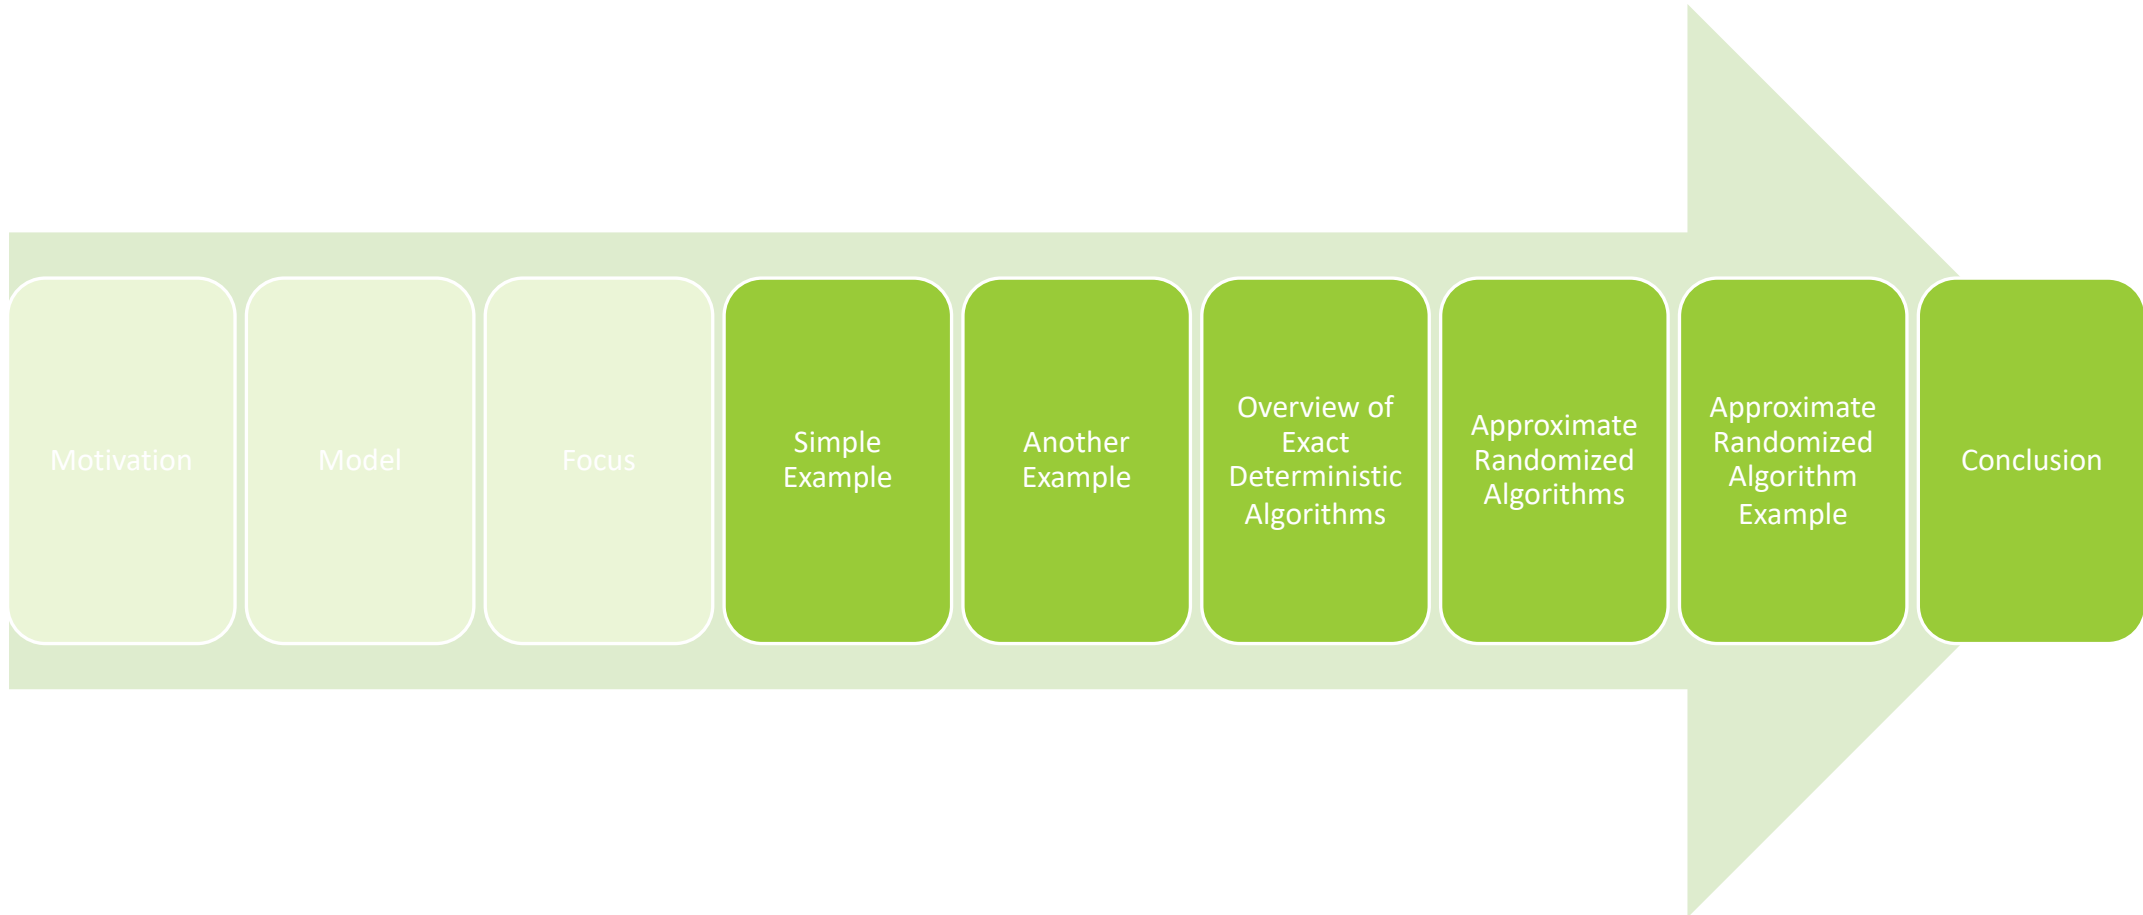 Motivation
Model
Focus
Simple
Example
Another
Example
Overview of
Exact
Deterministic
Algorithms
Approximate
Randomized
Algorithms
Approximate
Randomized
Algorithm
Example
Conclusion